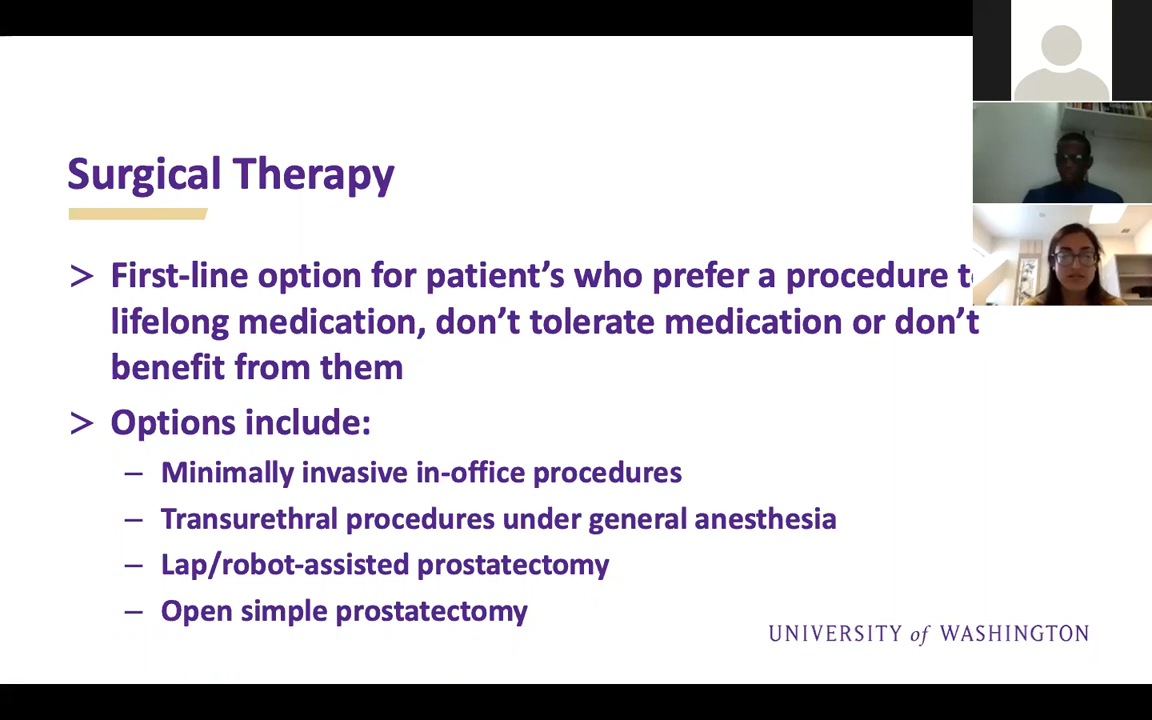 Surgical Therapy
> First-line option for patient's who prefer a procedure
lifelong medication, don't tolerate medication or don't
benefit from them
> Options include:
– Minimally invasive in-office procedures
– Transurethral procedures under general anesthesia
– Lap/robot-assisted prostatectomy
– Open simple prostatectomy
UNIVERSITY of WASHINGTON